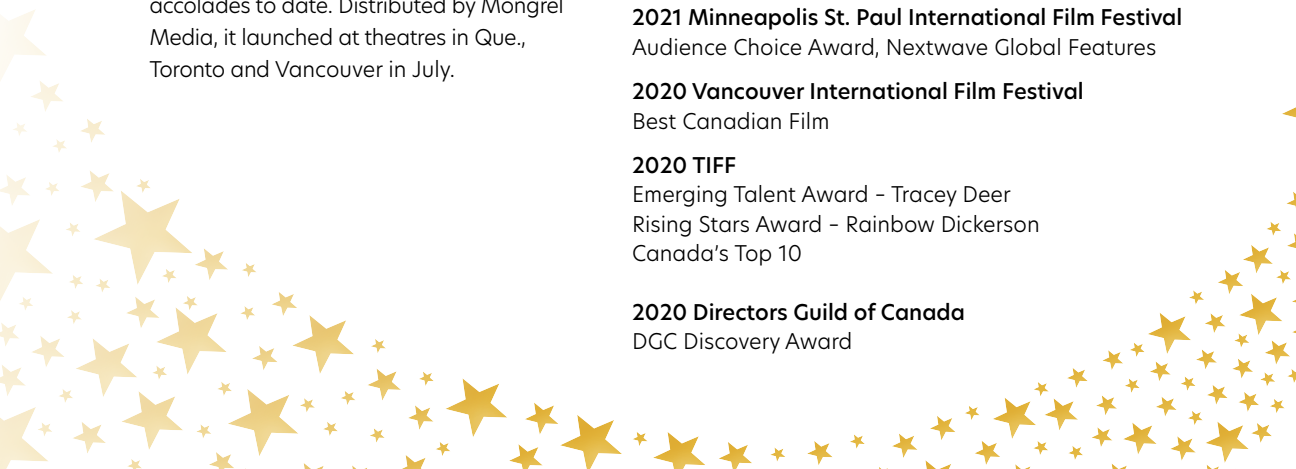 accolades to date. Distributed by Mongrel
Media, it launched at theatres in Que.,
Toronto and Vancouver in July.
2021 Minneapolis St. Paul International Film Festival
Audience Choice Award, Nextwave Global Features
2020 Vancouver International Film Festival
Best Canadian Film
2020 TIFF
Emerging Talent Award – Tracey Deer
Rising Stars Award – Rainbow Dickerson
Canada’s Top 10
2020 Directors Guild of Canada
DGC Discovery Award